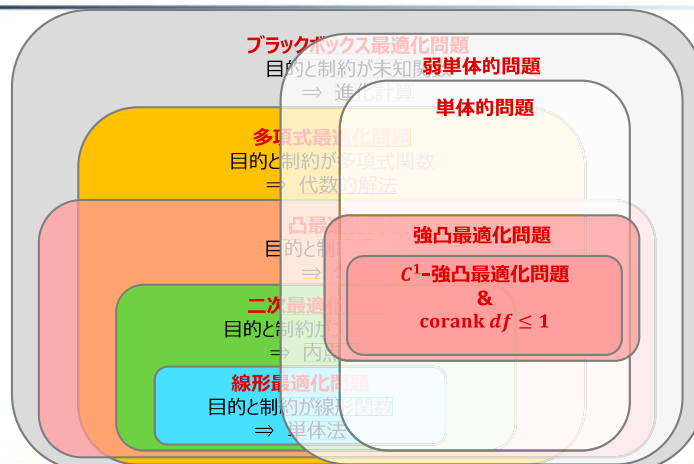 ブラックボックス最適化問題
目的と制約が未知関数
⇒ 進化計算
弱単体的問題
単体的問題
多項式最適化問題
目的と制約が多項式関数
⇒ 代数的解法
凸最
目的と制
⇒
強凸最適化問題
C¹-強凸最適化問題
&
corank df ≤ 1
二次最適化
目的と制約が二
⇒ 内点
線形最適化問題
目的と制約が線形関数
⇒ 単体法